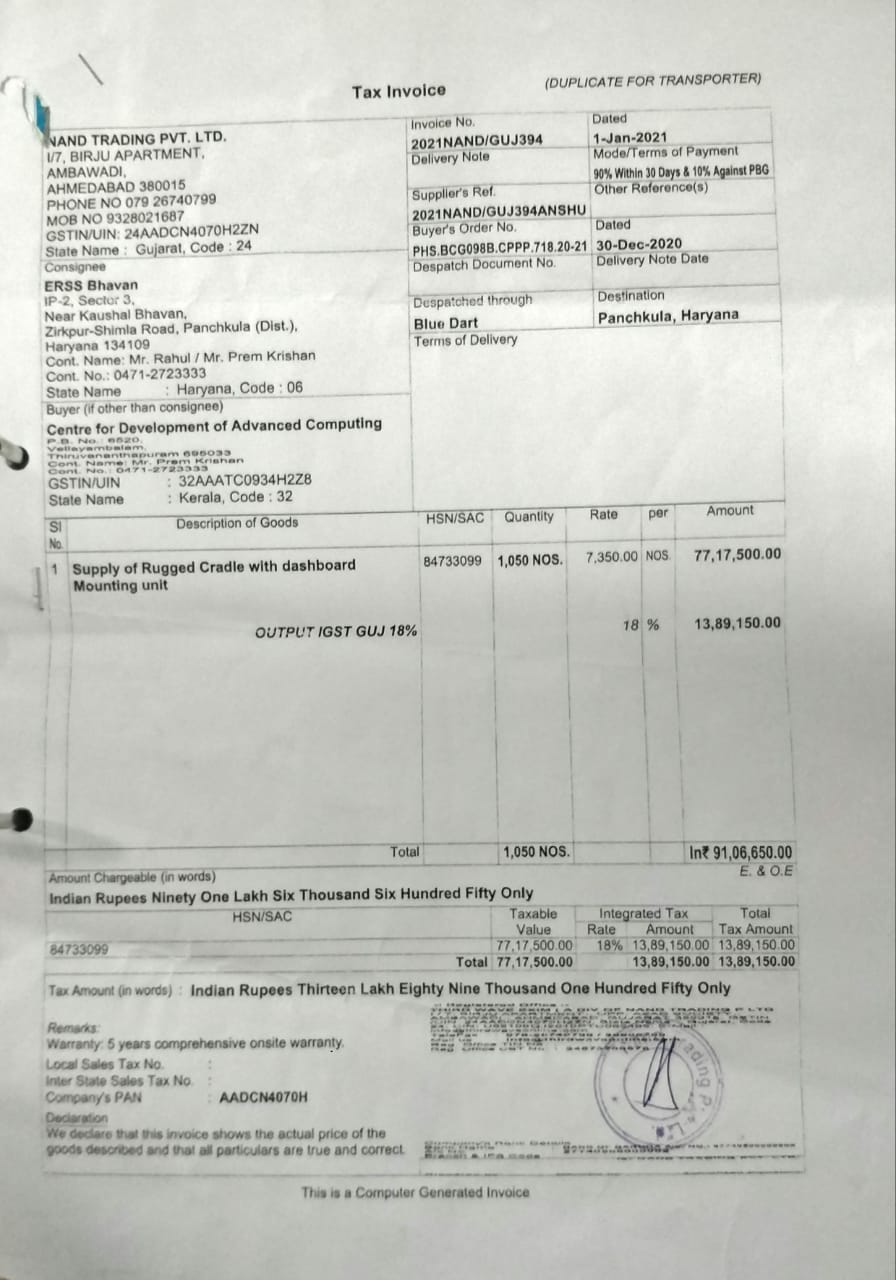 Tax Invoice
(DUPLICATE FOR TRANSPORTER)
NAND TRADING PVT. LTD.
I/7, BIRJU APARTMENT,
AMBAWADI,
AHMEDABAD 380015
PHONE NO 079 26740799
MOB NO 9328021687
GSTIN/UIN: 24AADCN4070H2ZN
State Name : Gujarat, Code : 24
Invoice No.
2021NAND/GUJ394
Dated
1-Jan-2021
Delivery Note
Mode/Terms of Payment
90% Within 30 Days & 10% Against PBG
Supplier's Ref.
2021NAND/GUJ394ANSHU
Other Reference(s)
Buyer's Order No.
PHS.BCG098B.CPPP.718.20-21
Dated
30-Dec-2020
Despatch Document No.
Delivery Note Date
Despatched through
Blue Dart
Destination
Panchkula, Haryana
Terms of Delivery
Consignee
ERSS Bhavan
IP-2, Sector 3,
Near Kaushal Bhavan,
Zirkpur-Shimla Road, Panchkula (Dist.),
Haryana 134109
Cont. Name: Mr. Rahul / Mr. Prem Krishan
Cont. No.: 0471-2723333
State Name : Haryana, Code : 06
Buyer (if other than consignee)
Centre for Development of Advanced Computing
P.B. No.: 6520,
Vellayambalam,
Thiruvananthapuram 695033
Cont. Name: Mr. Prem Krishan
Cont. No.: 0471-2723333
GSTIN/UIN : 32AAATC0934H2Z8
State Name : Kerala, Code : 32
Sl No. Description of Goods HSN/SAC Quantity Rate per Amount
1 Supply of Rugged Cradle with dashboard 84733099 1,050 NOS. 7,350.00 NOS. 77,17,500.00
Mounting unit
OUTPUT IGST GUJ 18% 18 % 13,89,150.00
Total 1,050 NOS. In₹ 91,06,650.00
Amount Chargeable (in words) E. & O.E
Indian Rupees Ninety One Lakh Six Thousand Six Hundred Fifty Only
HSN/SAC Taxable Value Integrated Tax Rate Amount Total Tax Amount
84733099 77,17,500.00 18% 13,89,150.00 13,89,150.00
Total 77,17,500.00 13,89,150.00 13,89,150.00
Tax Amount (in words) : Indian Rupees Thirteen Lakh Eighty Nine Thousand One Hundred Fifty Only
Remarks:
Warranty: 5 years comprehensive onsite warranty.
Local Sales Tax No. :
Inter State Sales Tax No. :
Company's PAN : AADCN4070H
Declaration
We declare that this invoice shows the actual price of the
goods described and that all particulars are true and correct.
This is a Computer Generated Invoice